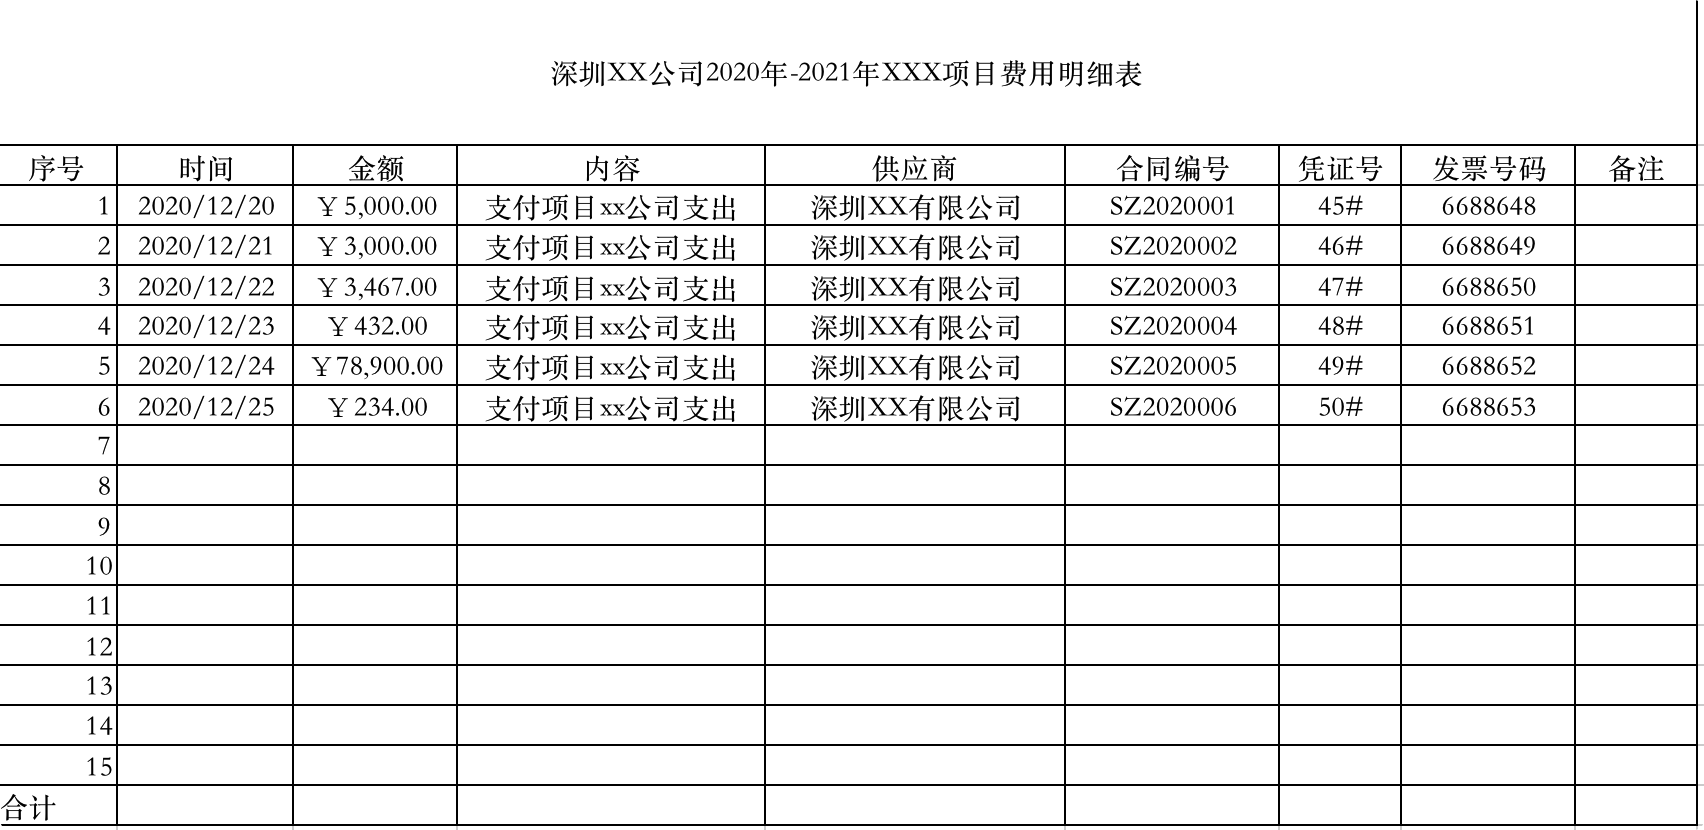 深圳XX公司2020年-2021年XXX项目费用明细表
序号 时间 金额 内容 供应商 合同编号 凭证号 发票号码 备注
1 2020/12/20 ￥5,000.00 支付项目xx公司支出 深圳XX有限公司 SZ2020001 45# 6688648
2 2020/12/21 ￥3,000.00 支付项目xx公司支出 深圳XX有限公司 SZ2020002 46# 6688649
3 2020/12/22 ￥3,467.00 支付项目xx公司支出 深圳XX有限公司 SZ2020003 47# 6688650
4 2020/12/23 ￥432.00 支付项目xx公司支出 深圳XX有限公司 SZ2020004 48# 6688651
5 2020/12/24 ￥78,900.00 支付项目xx公司支出 深圳XX有限公司 SZ2020005 49# 6688652
6 2020/12/25 ￥234.00 支付项目xx公司支出 深圳XX有限公司 SZ2020006 50# 6688653
7
8
9
10
11
12
13
14
15
合计